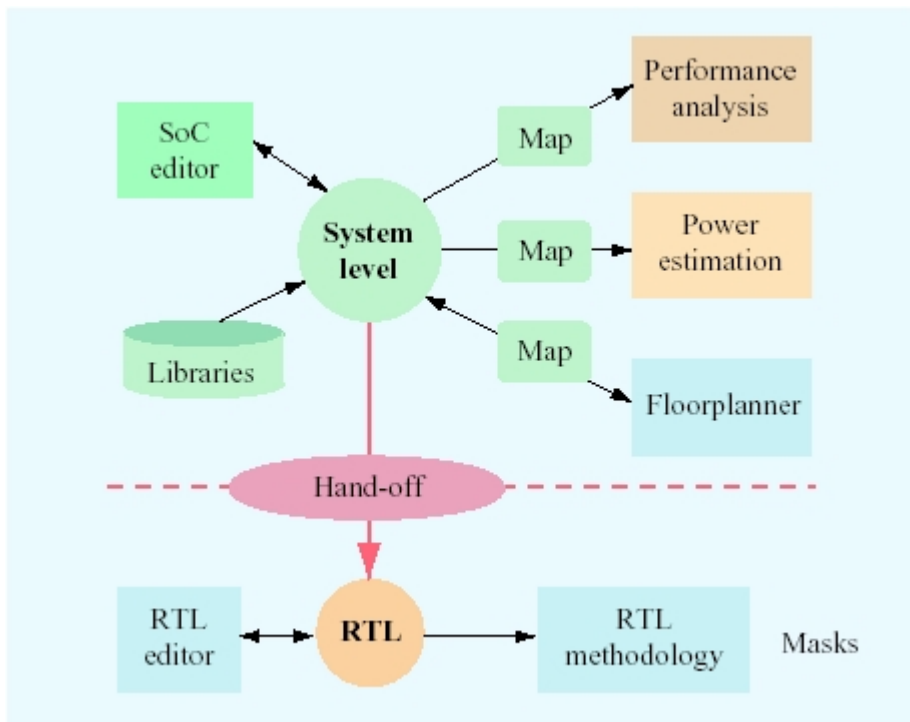 Performance
analysis
SoC
editor
Map
System
level
Map
Power
estimation
Map
Libraries
Floorplanner
Hand-off
RTL
editor
RTL
RTL
methodology
Masks